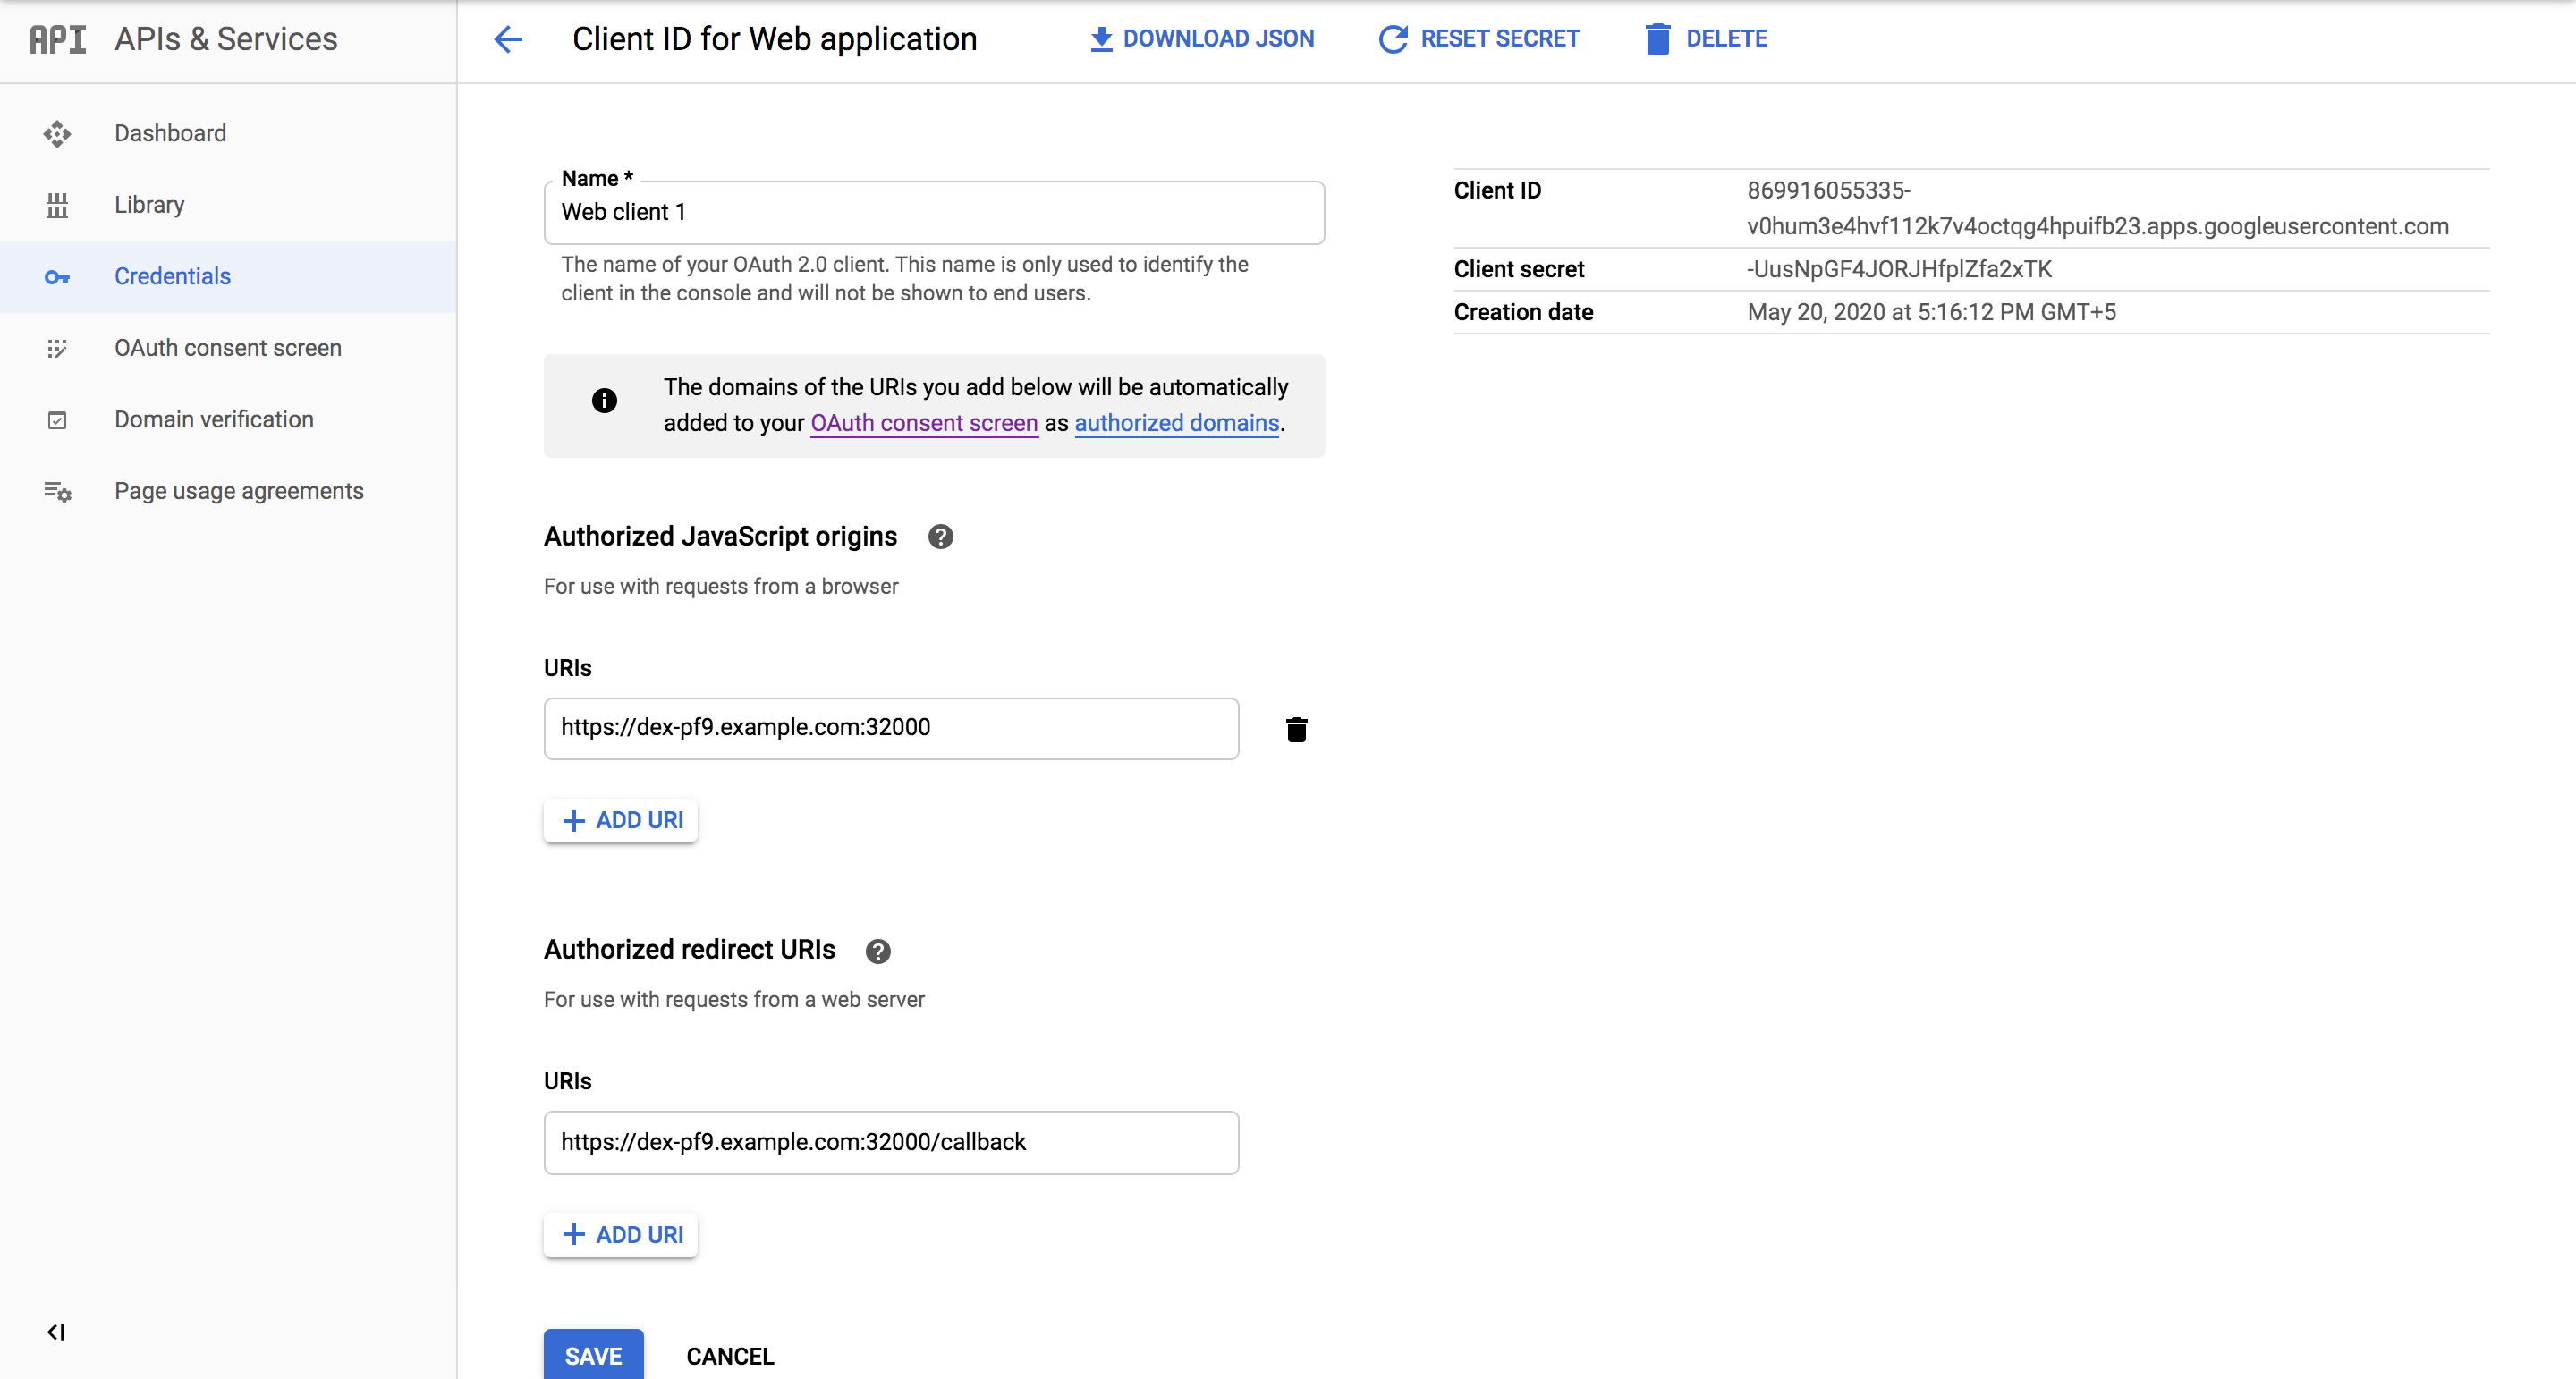 API APIs & Services
Client ID for Web application
DOWNLOAD JSON
RESET SECRET
DELETE
Dashboard
Library
Credentials
OAuth consent screen
Domain verification
Page usage agreements
Name *
Web client 1
The name of your OAuth 2.0 client. This name is only used to identify the
client in the console and will not be shown to end users.
The domains of the URIs you add below will be automatically
added to your OAuth consent screen as authorized domains.
Authorized JavaScript origins
For use with requests from a browser
URIs
https://dex-pf9.example.com:32000
ADD URI
Authorized redirect URIs
For use with requests from a web server
URIs
https://dex-pf9.example.com:32000/callback
ADD URI
SAVE
CANCEL
Client ID
869916055335-
v0hum3e4hvf112k7v4octqg4hpuifb23.apps.googleusercontent.com
Client secret
-UusNpGF4JORJHfplZfa2xTK
Creation date
May 20, 2020 at 5:16:12 PM GMT+5